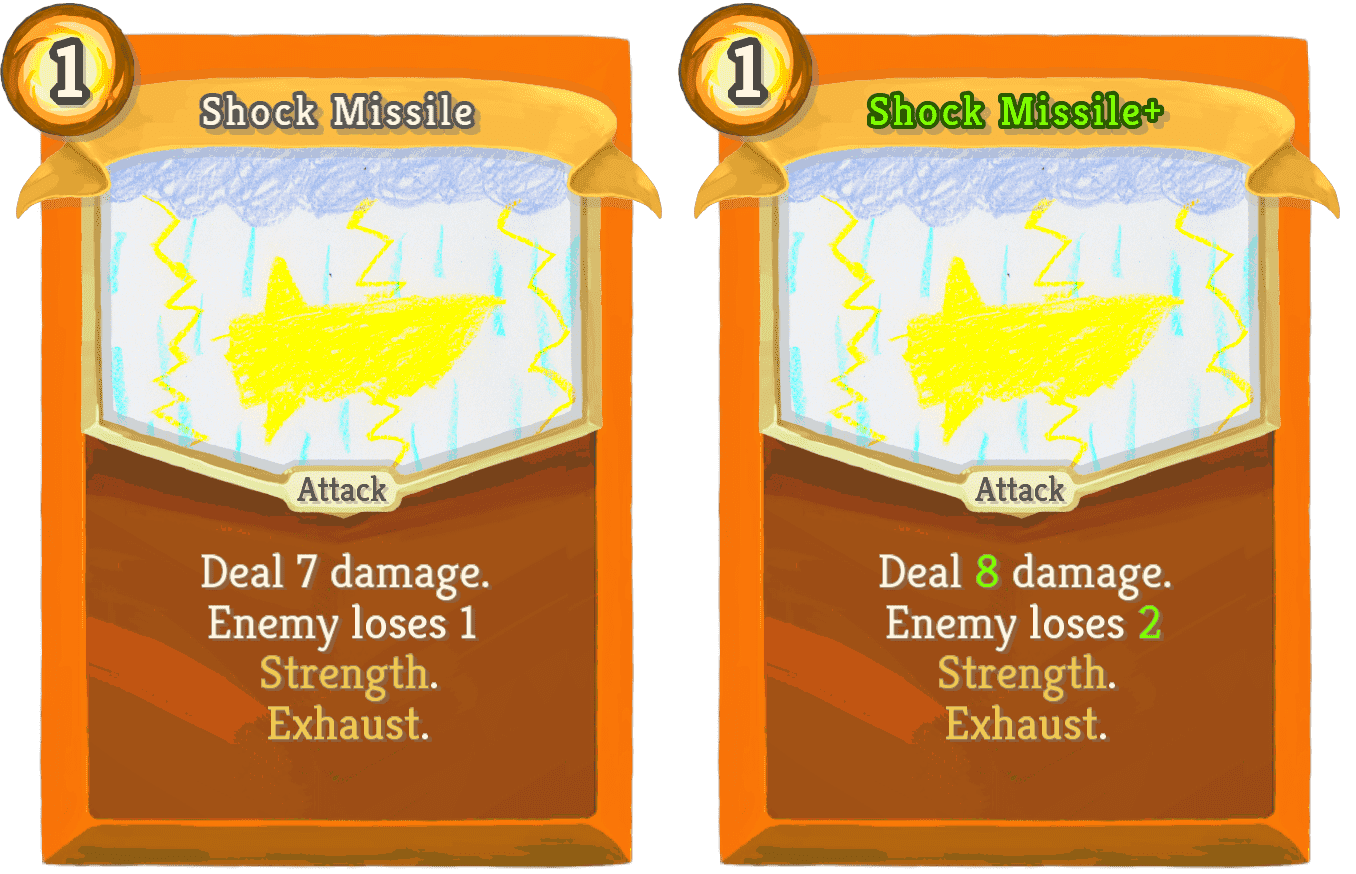 1
Shock Missile
Attack
Deal 7 damage.
Enemy loses 1
Strength.
Exhaust.
1
Shock Missile+
Attack
Deal 8 damage.
Enemy loses 2
Strength.
Exhaust.